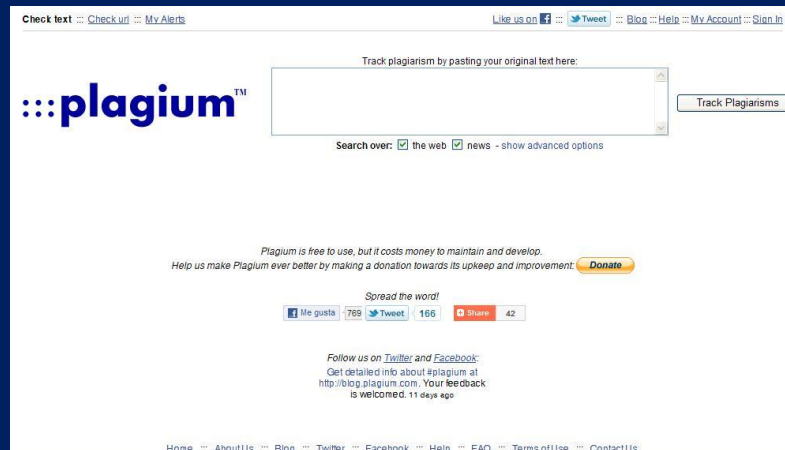 Check text ::: Check url ::: My Alerts
Like us on ::: Tweet ::: Blog ::: Help ::: My Account ::: Sign In
Track plagiarism by pasting your original text here:
:::plagium™
Track Plagiarisms
Search over: the web news - show advanced options
Plagium is free to use, but it costs money to maintain and develop.
Help us make Plagium ever better by making a donation towards its upkeep and improvement: Donate
Spread the word!
Me gusta 769 Tweet 166 Share 42
Follow us on Twitter and Facebook:
Get detailed info about #plagium at
http://blog.plagium.com. Your feedback
is welcomed. 11 days ago
Home ::: About Us ::: Blog ::: Twitter ::: Facebook ::: Help ::: FAQ ::: Terms of Use ::: Contact Us